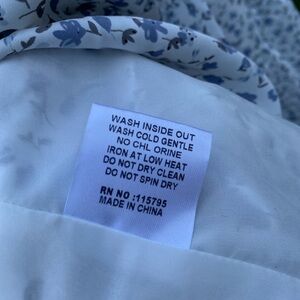 WASH INSIDE OUT
WASH COLD GENTLE
NO CHL ORINE
IRON AT LOW HEAT
DO NOT DRY CLEAN
DO NOT SPIN DRY
RN NO :115795
MADE IN CHINA